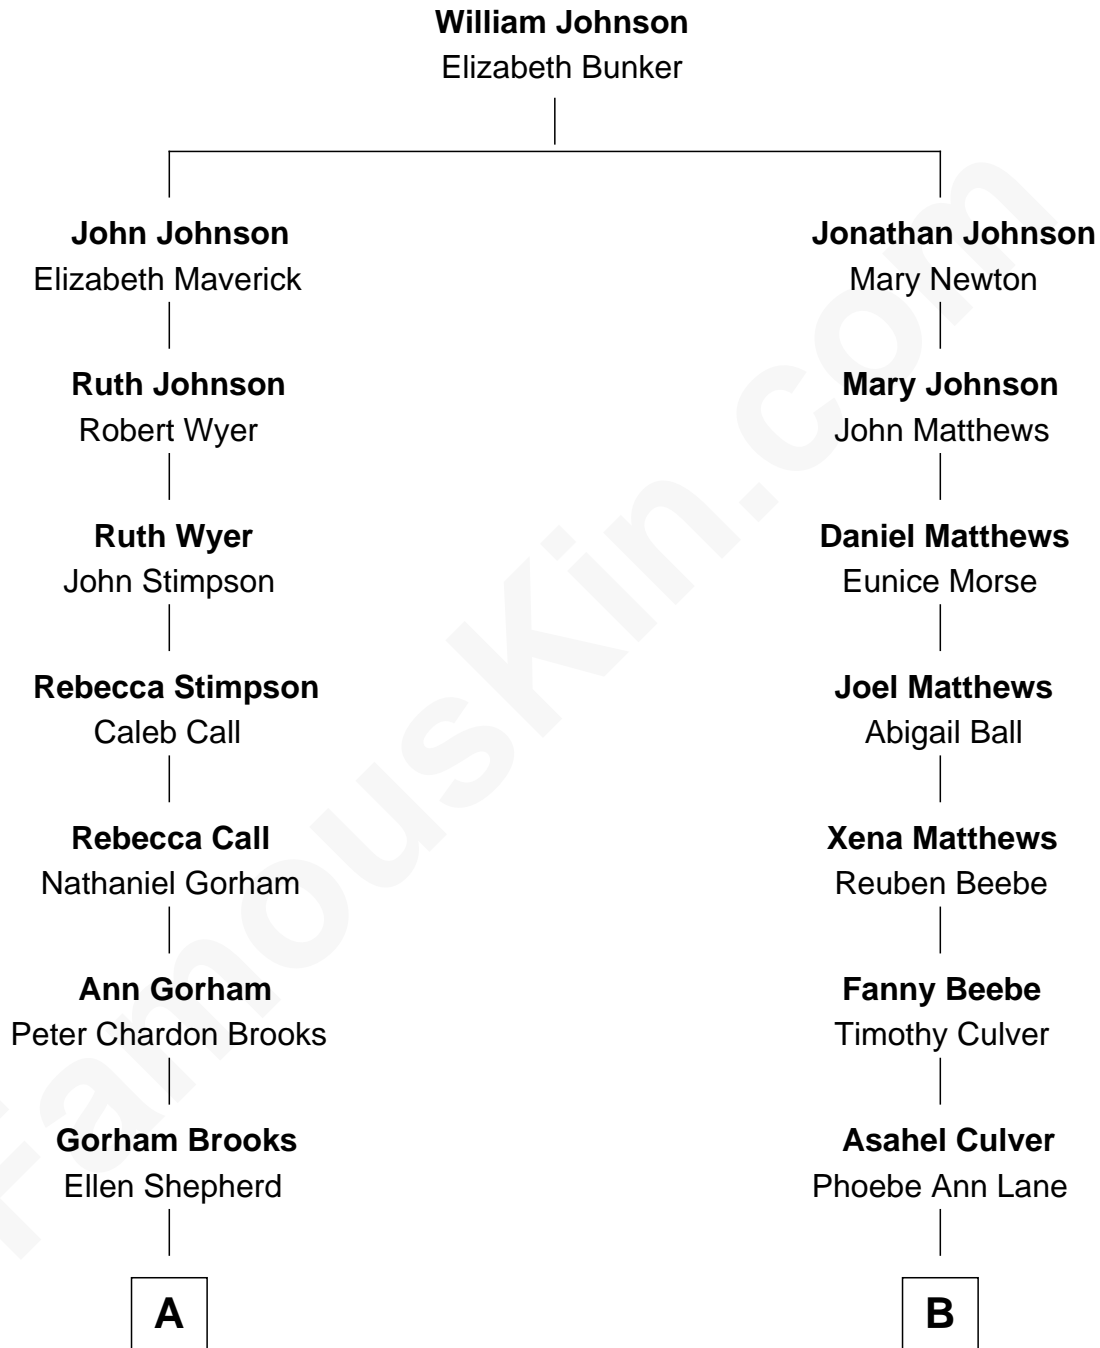 William Johnson
Elizabeth Bunker
John Johnson
Elizabeth Maverick
Jonathan Johnson
Mary Newton
Ruth Johnson
Robert Wyer
Mary Johnson
John Matthews
Ruth Wyer
John Stimpson
Daniel Matthews
Eunice Morse
Rebecca Stimpson
Caleb Call
Joel Matthews
Abigail Ball
Rebecca Call
Nathaniel Gorham
Xena Matthews
Reuben Beebe
Ann Gorham
Peter Chardon Brooks
Fanny Beebe
Timothy Culver
Gorham Brooks
Ellen Shepherd
Asahel Culver
Phoebe Ann Lane
A
B
FamousKin.com